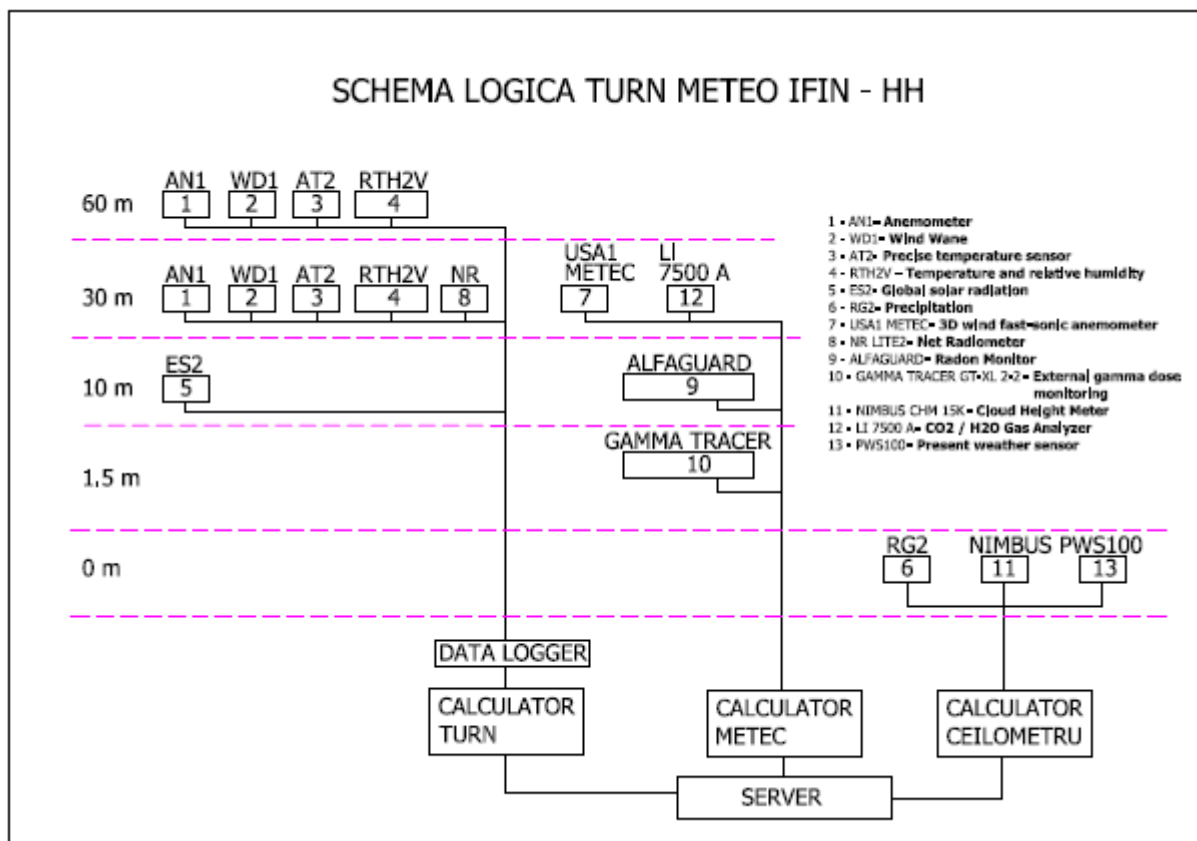 SCHEMA LOGICA TURN METEO IFIN - HH
60 m
AN1 WD1 AT2 RTH2V
1 2 3 4
30 m
AN1 WD1 AT2 RTH2V NR
1 2 3 4 8
USA1 METEC
7
LI 7500 A
12
10 m
ES2
5
ALFAGUARD
9
1,5 m
GAMMA TRACER
10
0 m
RG2 NIMBUS PWS100
6 11 13
1 - AN1- Anemometer
2 - WD1- Wind Wane
3 - AT2- Precise temperature sensor
4 - RTH2V - Temperature and relative humidity
5 - ES2- Global solar radiation
6 - RG2- Precipitation
7 - USA1 METEC- 3D wind fast-sonic anemometer
8 - NR LITE2- Net Radiometer
9 - ALFAGUARD- Radon Monitor
10 - GAMMA TRACER GT-XL 2-2- External gamma dose
monitoring
11 - NIMBUS CHM 15K- Cloud Height Meter
12 - LI 7500 A- CO2 / H2O Gas Analyzer
13 - PWS100- Present weather sensor
DATA LOGGER
CALCULATOR
TURN
CALCULATOR
METEC
CALCULATOR
CEILOMETRU
SERVER